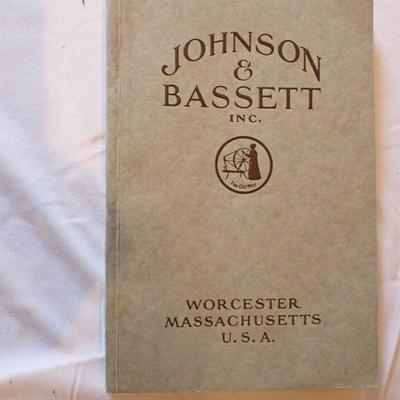 JOHNSON
&
BASSETT
INC.
The Old Way
WORCESTER
MASSACHUSETTS
U. S. A.